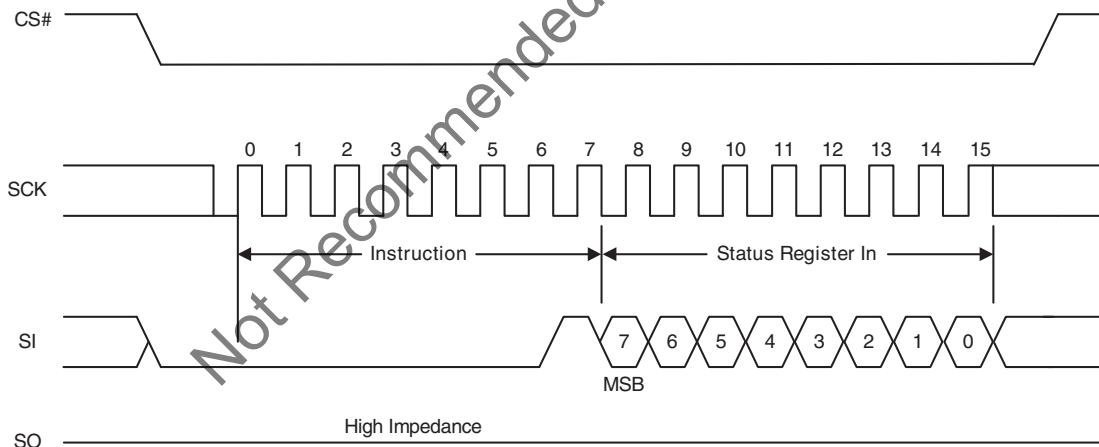 CS#
Not Recommended
0 1 2 3 4 5 6 7 8 9 10 11 12 13 14 15
SCK
Instruction
Status Register In
SI
7 6 5 4 3 2 1 0
MSB
High Impedance
SO